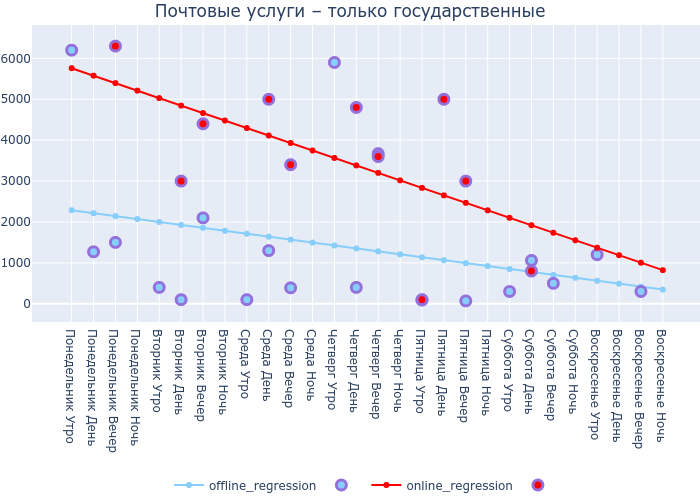 Почтовые услуги − только государственные
6000
5000
4000
3000
2000
1000
0
Понедельник Утро
Понедельник День
Понедельник Вечер
Понедельник Ночь
Вторник Утро
Вторник День
Вторник Вечер
Вторник Ночь
Среда Утро
Среда День
Среда Вечер
Среда Ночь
Четверг Утро
Четверг День
Четверг Вечер
Четверг Ночь
Пятница Утро
Пятница День
Пятница Вечер
Пятница Ночь
Суббота Утро
Суббота День
Суббота Вечер
Суббота Ночь
Воскресенье Утро
Воскресенье День
Воскресенье Вечер
Воскресенье Ночь
offline_regression
online_regression